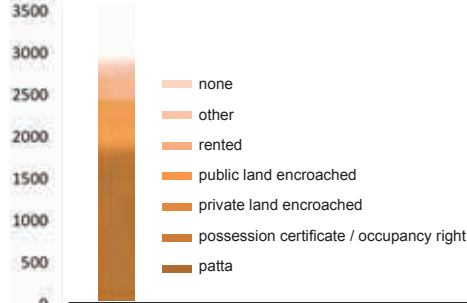 3500
3000
2500
2000
1500
1000
500
0
none
other
rented
public land encroached
private land encroached
possession certificate / occupancy right
patta